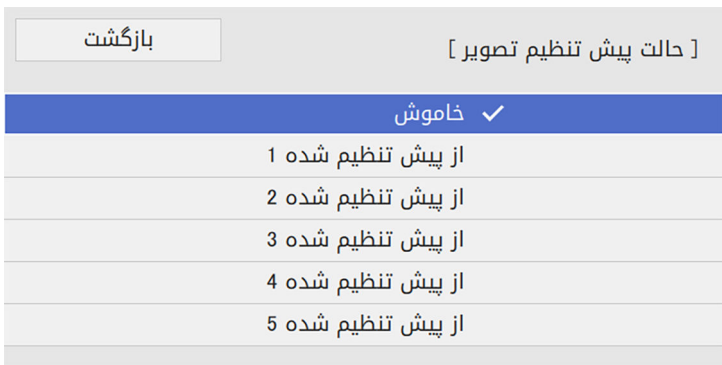 [ حالت پیش تنظیم تصویر ]
بازگشت
خاموش
از پیش تنظیم شده 1
از پیش تنظیم شده 2
از پیش تنظیم شده 3
از پیش تنظیم شده 4
از پیش تنظیم شده 5